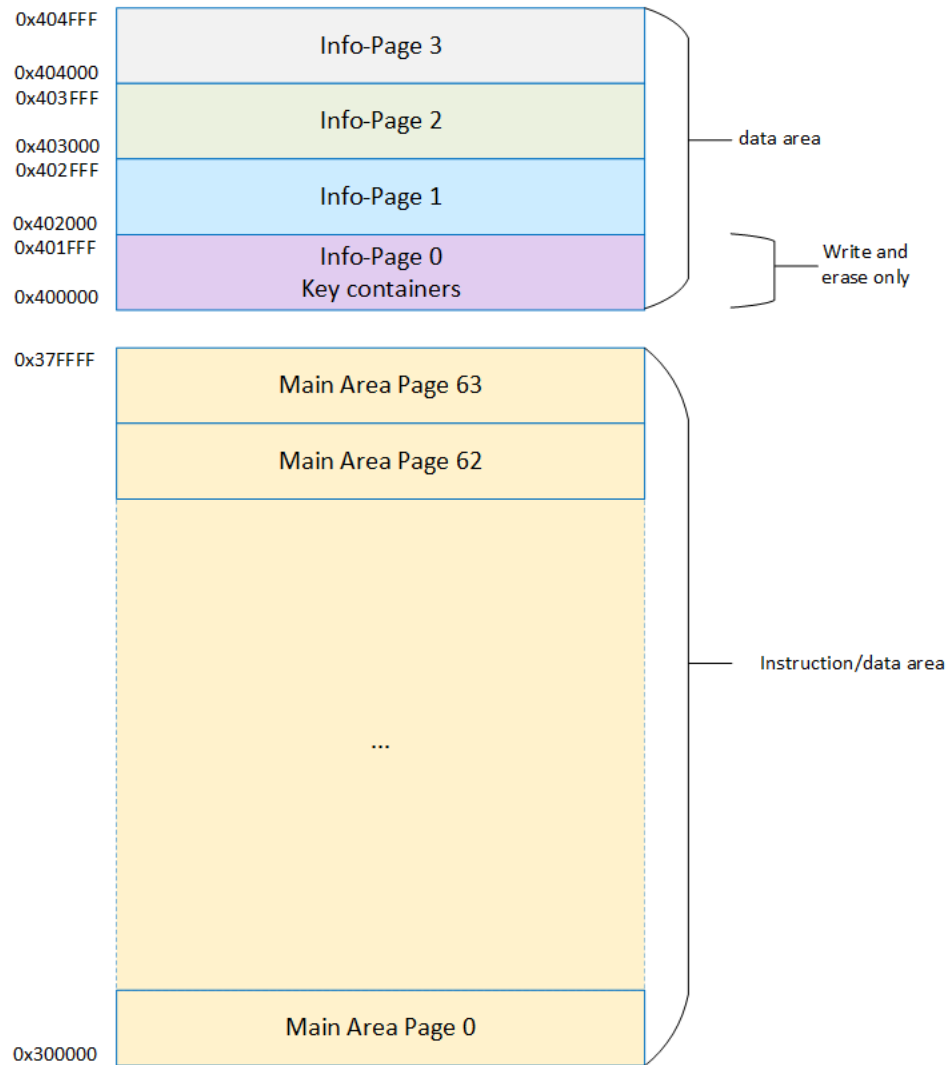 0x404FFF
Info-Page 3
0x404000
0x403FFF
Info-Page 2
0x403000
data area
0x402FFF
Info-Page 1
0x402000
0x401FFF
Info-Page 0
Key containers
0x400000
Write and
erase only
0x37FFFF
Main Area Page 63
Main Area Page 62
Instruction/data area
...
Main Area Page 0
0x300000